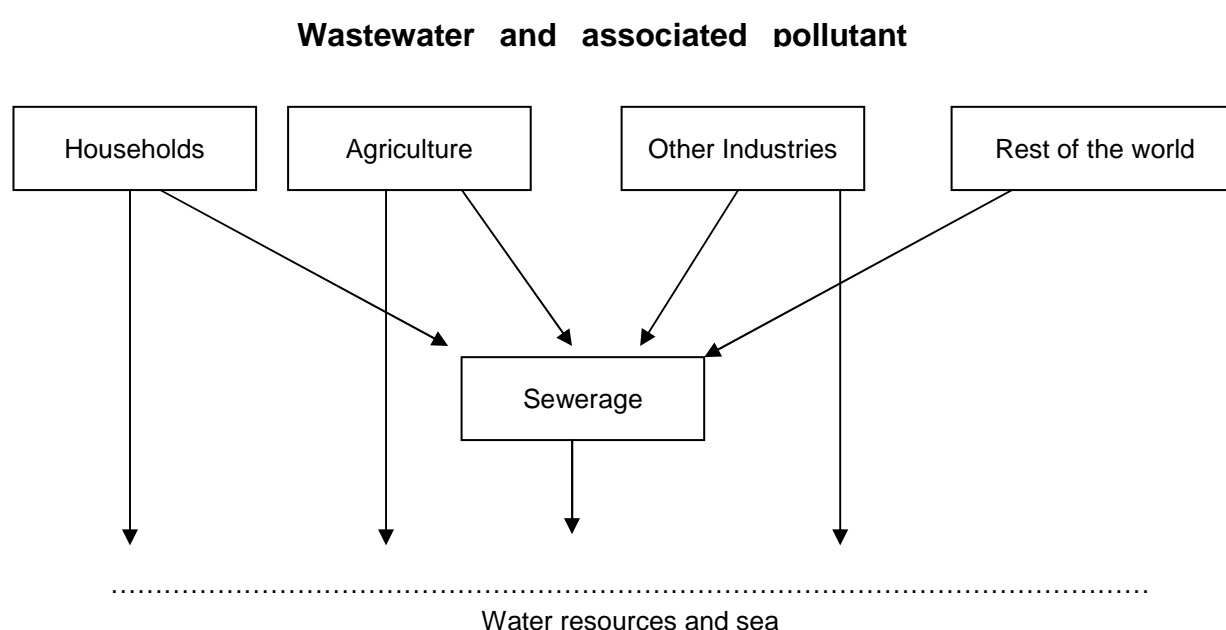 Wastewater and associated pollutant
Households
Agriculture
Other Industries
Rest of the world
Sewerage
……………………………………………………………………………………………………………
Water resources and sea